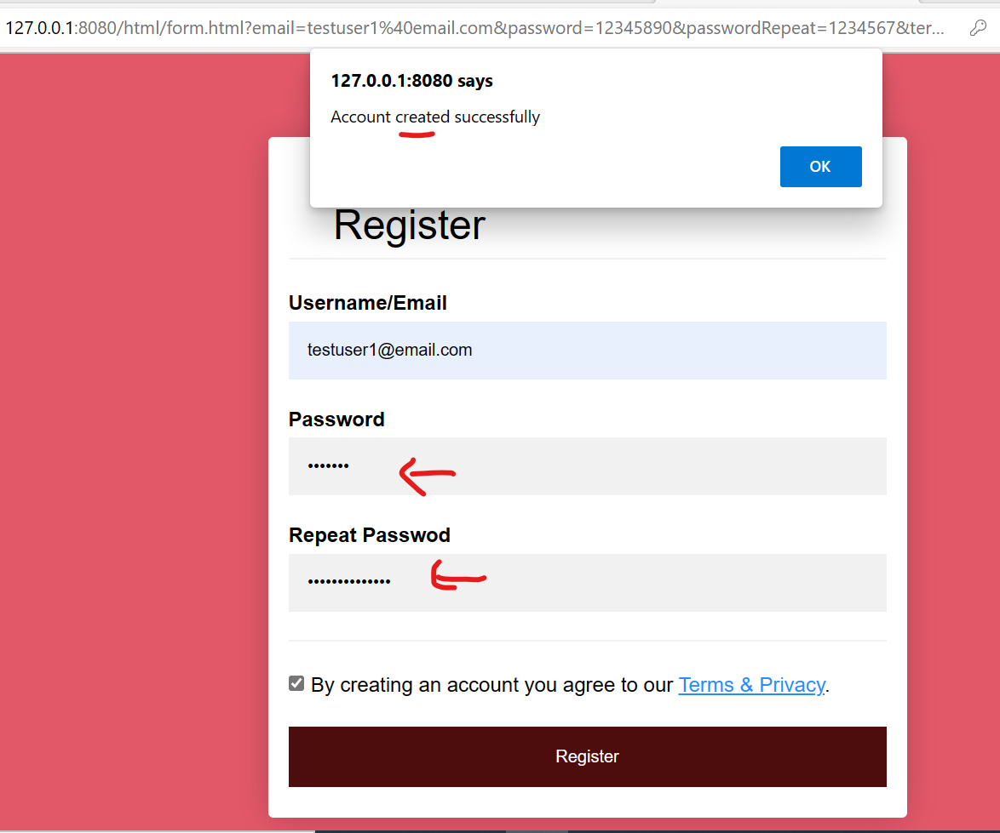 127.0.0.1:8080/html/form.html?email=testuser1%40email.com&password=12345890&passwordRepeat=1234567&ter...
127.0.0.1:8080 says
Account created successfully
OK
Register
Username/Email
testuser1@email.com
Password
•••••••
Repeat Passwod
••••••••••••••
By creating an account you agree to our Terms & Privacy.
Register